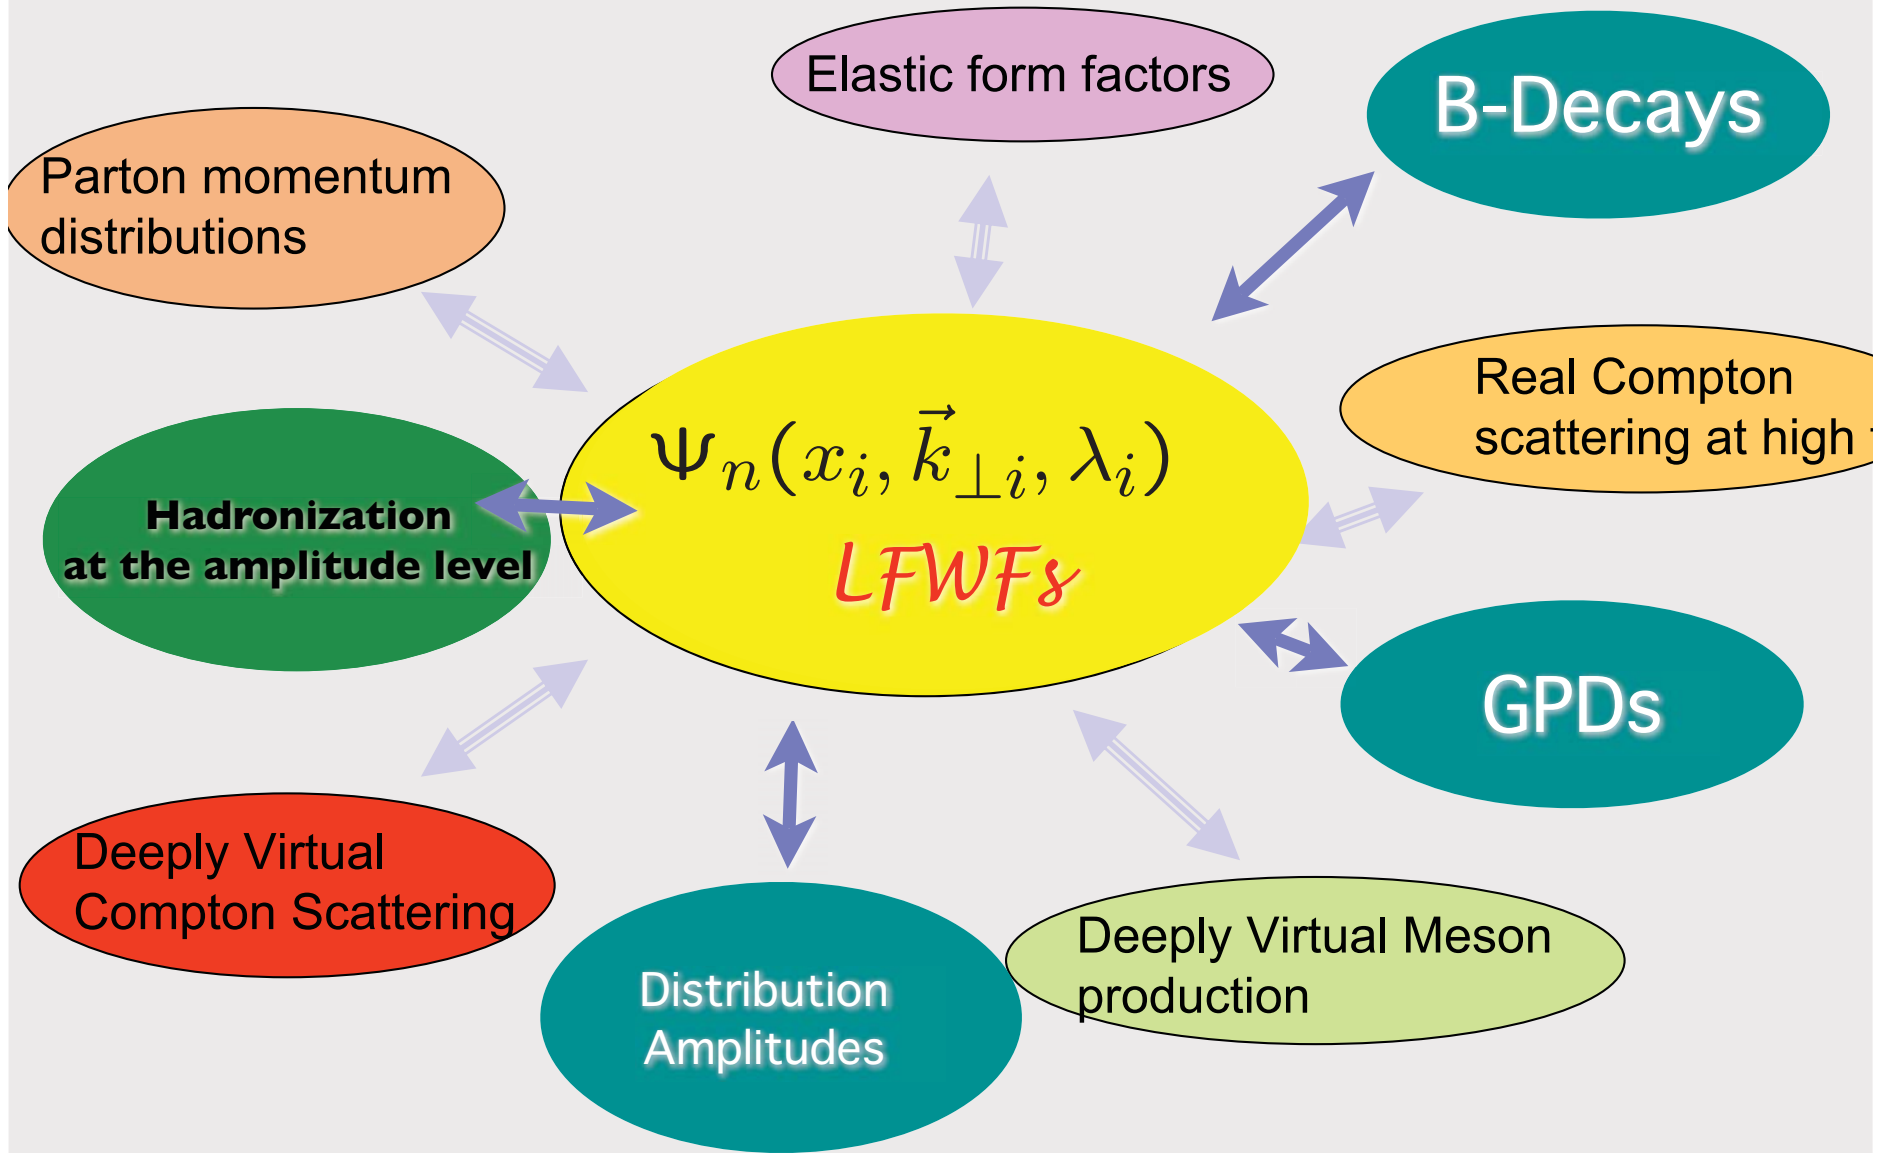 Elastic form factors
B-Decays
Parton momentum
distributions
Real Compton
scattering at high
Ψₙ(xᵢ, k⃗⊥ᵢ, λᵢ)
LFWFs
Hadronization
at the amplitude level
GPDs
Deeply Virtual
Compton Scattering
Deeply Virtual Meson
production
Distribution
Amplitudes